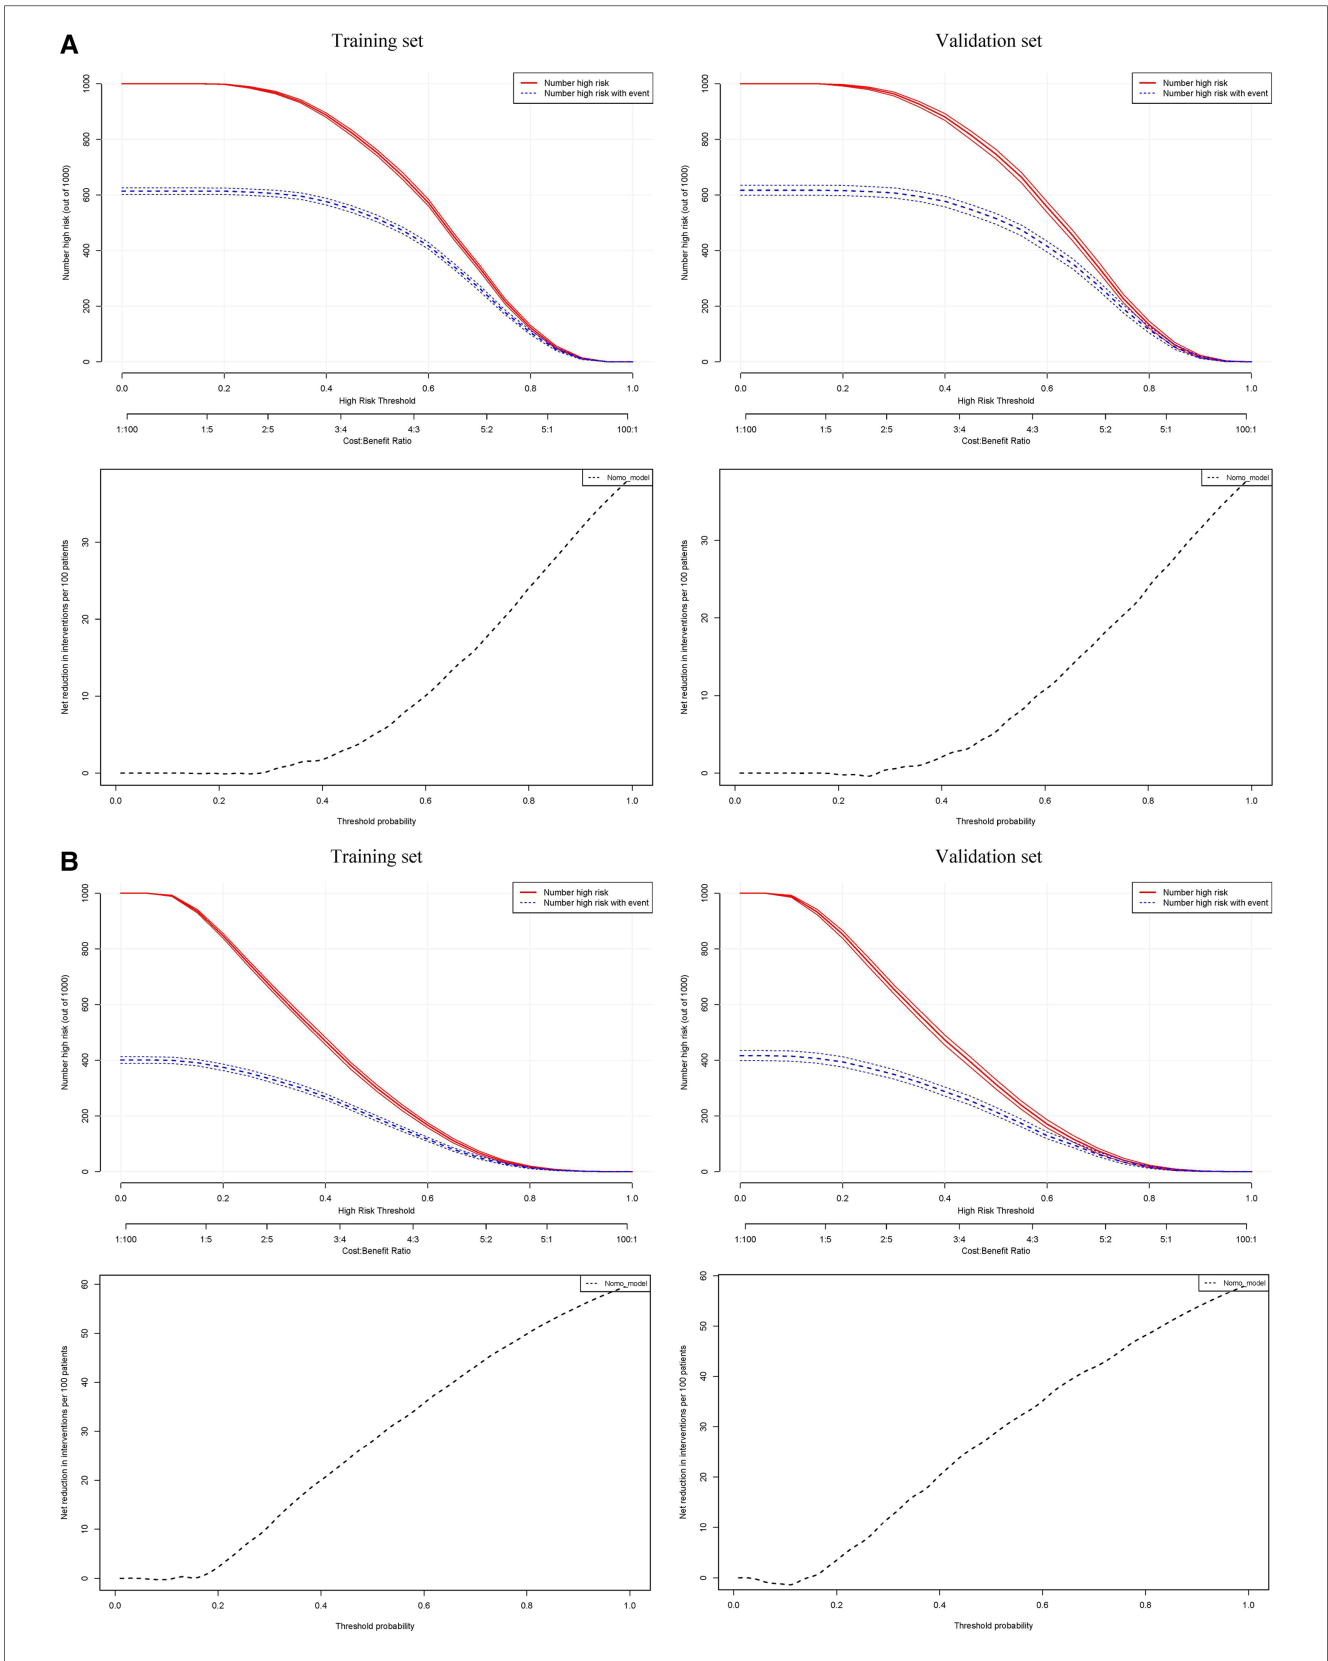 A
Training set
Validation set
Number high risk (out of 1000)
1000
800
600
400
200
0
Number high risk
Number high risk with event
0.0 0.2 0.4 0.6 0.8 1.0
High Risk Threshold
1:100 1:5 2:5 3:4 4:3 5:2 5:1 100:1
Cost:Benefit Ratio
Number high risk (out of 1000)
1000
800
600
400
200
0
Number high risk
Number high risk with event
0.0 0.2 0.4 0.6 0.8 1.0
High Risk Threshold
1:100 1:5 2:5 3:4 4:3 5:2 5:1 100:1
Cost:Benefit Ratio
Net reduction in interventions per 100 patients
30
20
10
0
Nomo_model
0.0 0.2 0.4 0.6 0.8 1.0
Threshold probability
Net reduction in interventions per 100 patients
30
20
10
0
Nomo_model
0.0 0.2 0.4 0.6 0.8 1.0
Threshold probability
B
Training set
Validation set
Number high risk (out of 1000)
1000
800
600
400
200
0
Number high risk
Number high risk with event
0.0 0.2 0.4 0.6 0.8 1.0
High Risk Threshold
1:100 1:5 2:5 3:4 4:3 5:2 5:1 100:1
Cost:Benefit Ratio
Number high risk (out of 1000)
1000
800
600
400
200
0
Number high risk
Number high risk with event
0.0 0.2 0.4 0.6 0.8 1.0
High Risk Threshold
1:100 1:5 2:5 3:4 4:3 5:2 5:1 100:1
Cost:Benefit Ratio
Net reduction in interventions per 100 patients
60
50
40
30
20
10
0
Nomo_model
0.0 0.2 0.4 0.6 0.8 1.0
Threshold probability
Net reduction in interventions per 100 patients
60
50
40
30
20
10
0
Nomo_model
0.0 0.2 0.4 0.6 0.8 1.0
Threshold probability